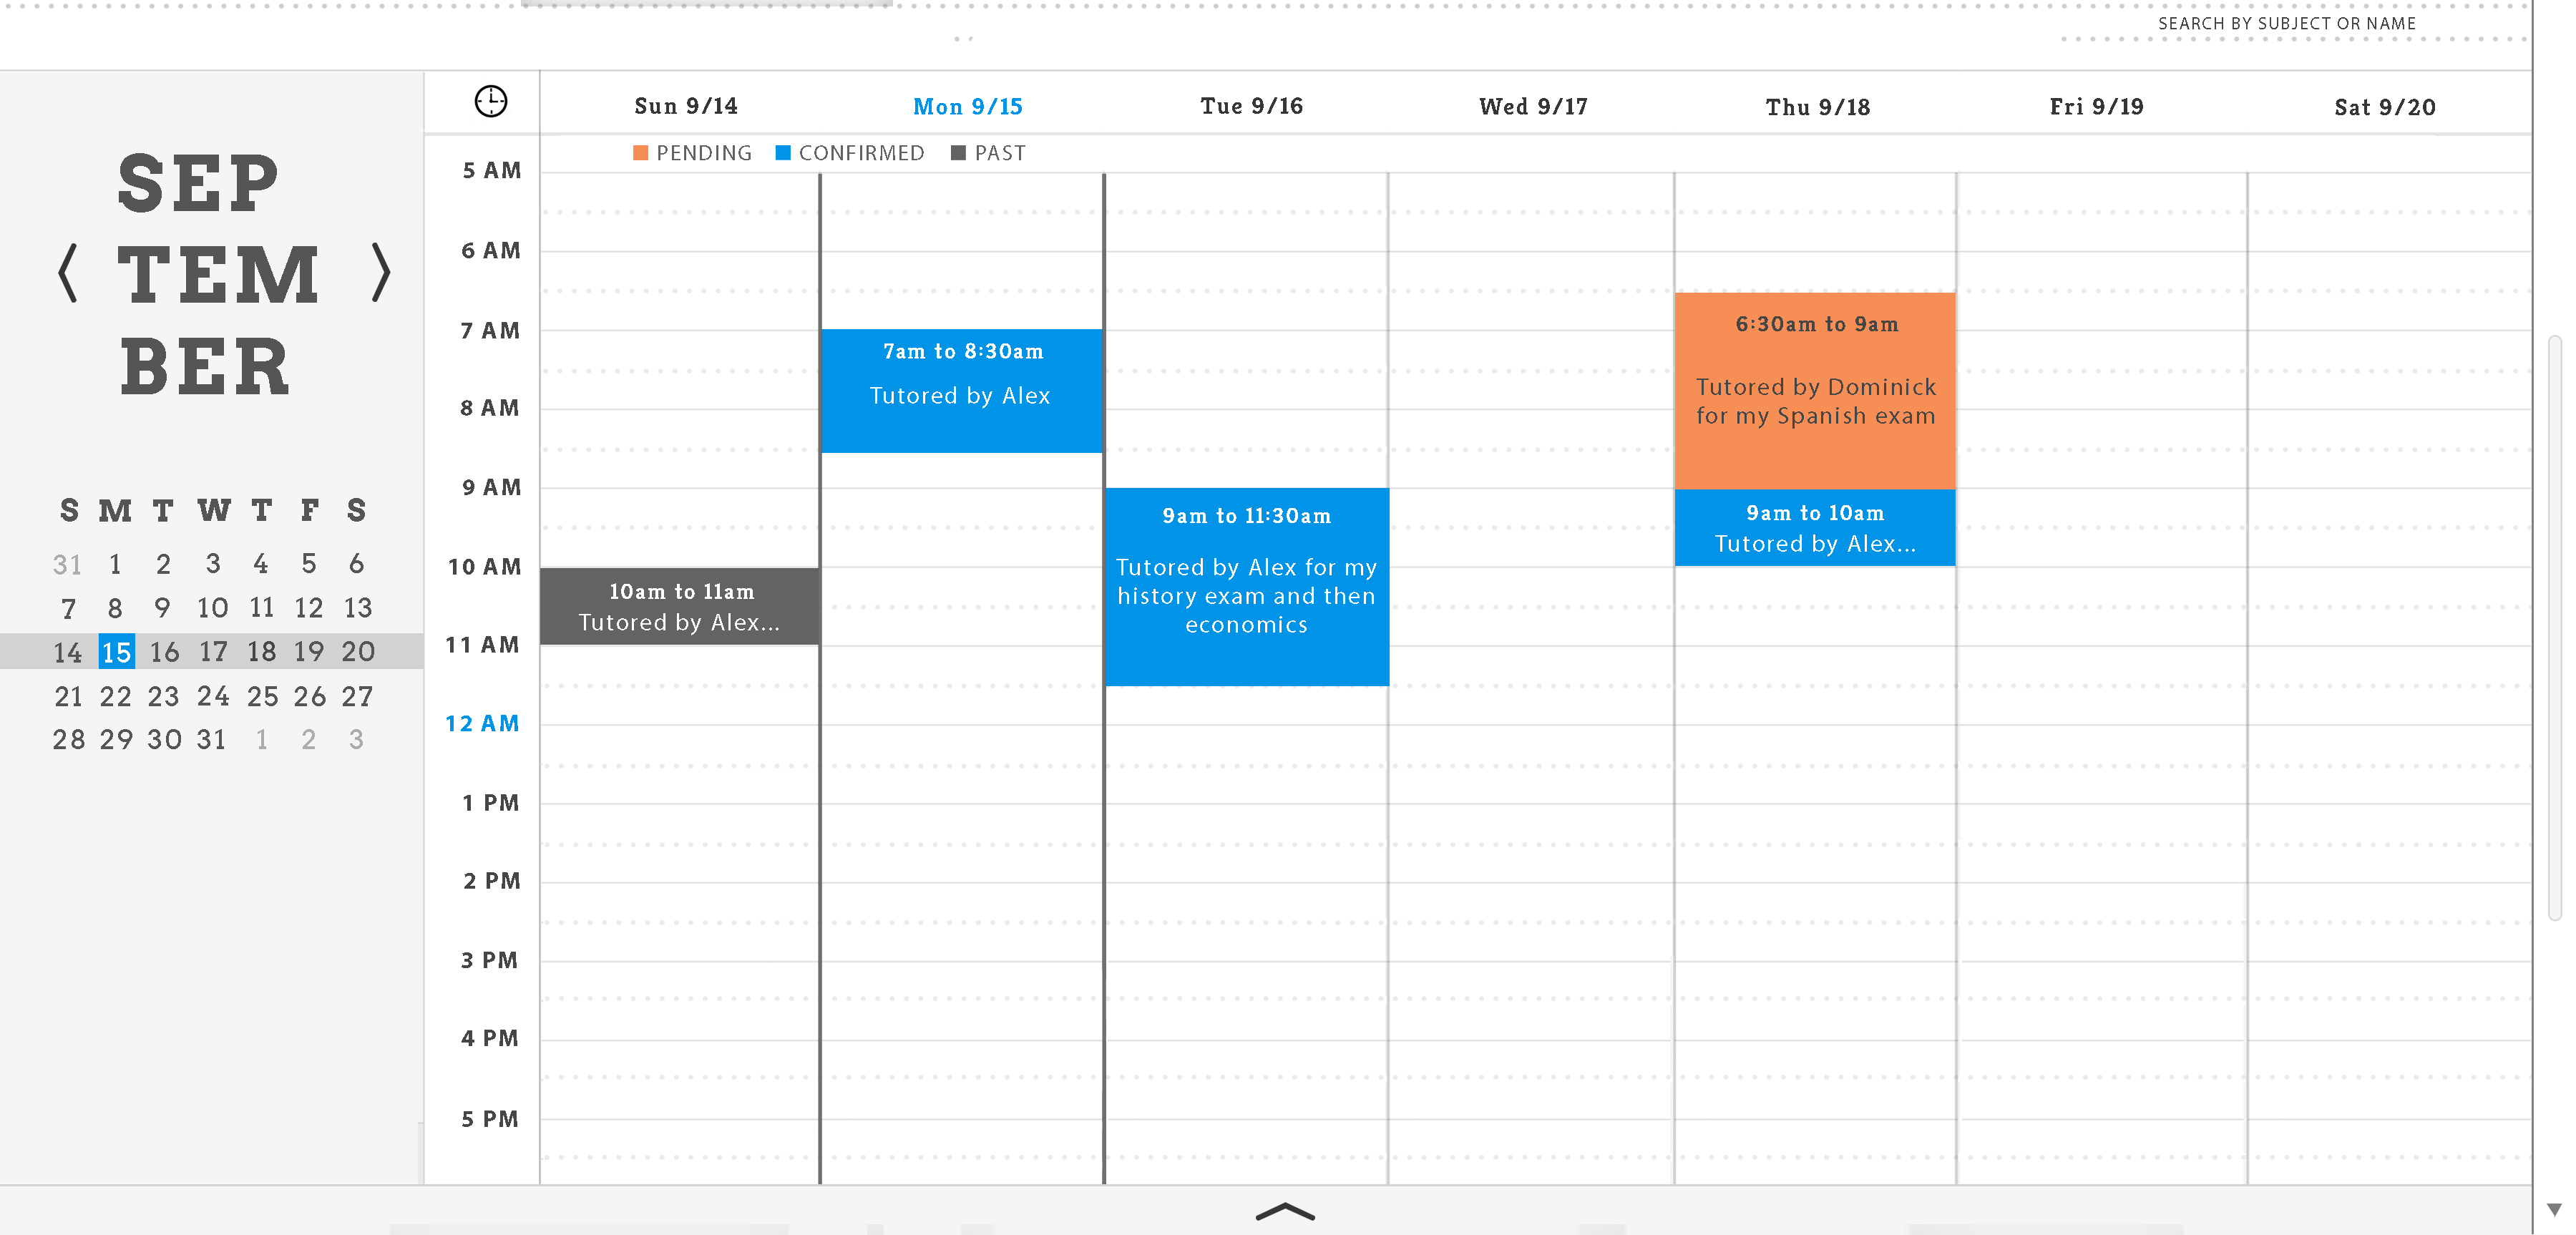 SEARCH BY SUBJECT OR NAME
SEP
TEM
BER
S M T W T F S
31 1 2 3 4 5 6
7 8 9 10 11 12 13
14 15 16 17 18 19 20
21 22 23 24 25 26 27
28 29 30 31 1 2 3
Sun 9/14 Mon 9/15 Tue 9/16 Wed 9/17 Thu 9/18 Fri 9/19 Sat 9/20
PENDING CONFIRMED PAST
5 AM
6 AM
7 AM
8 AM
9 AM
10 AM
11 AM
12 AM
1 PM
2 PM
3 PM
4 PM
5 PM
10am to 11am
Tutored by Alex...
7am to 8:30am
Tutored by Alex
9am to 11:30am
Tutored by Alex for my
history exam and then
economics
6:30am to 9am
Tutored by Dominick
for my Spanish exam
9am to 10am
Tutored by Alex...